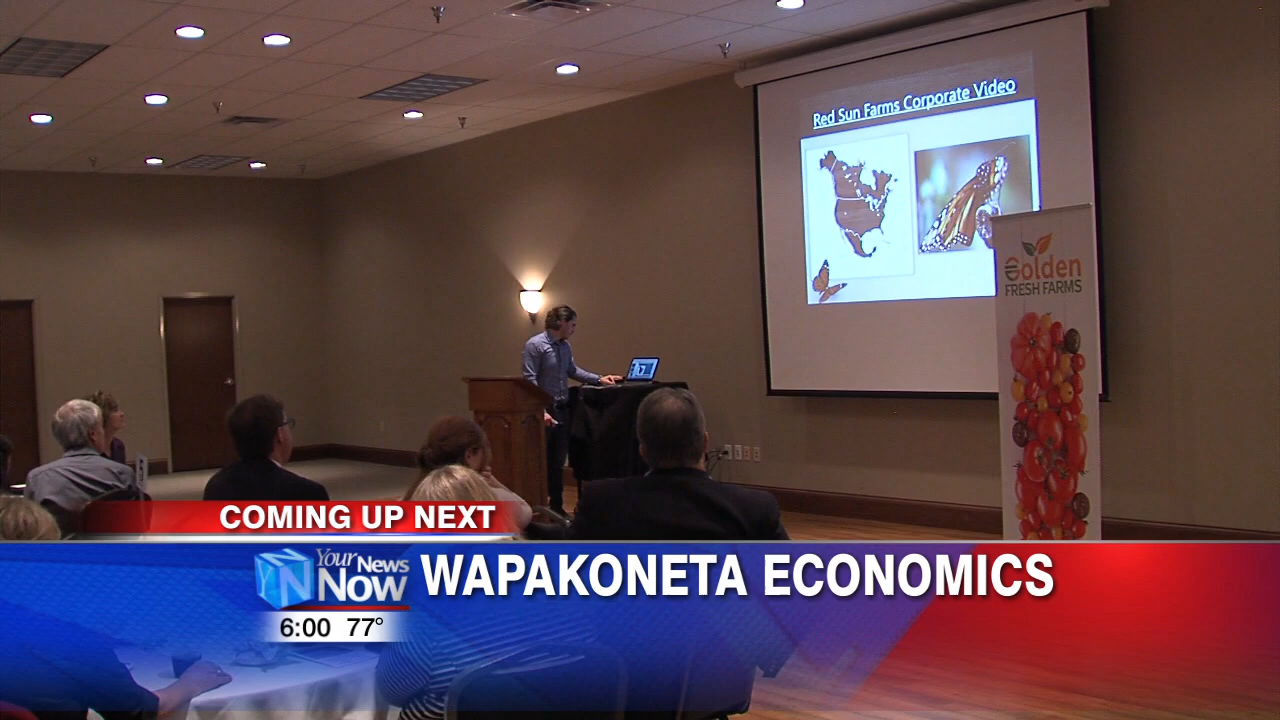 Red Sun Farms Corporate Video
Golden
FRESH FARMS
COMING UP NEXT
Your News
Now
WAPAKONETA ECONOMICS
6:00 77°